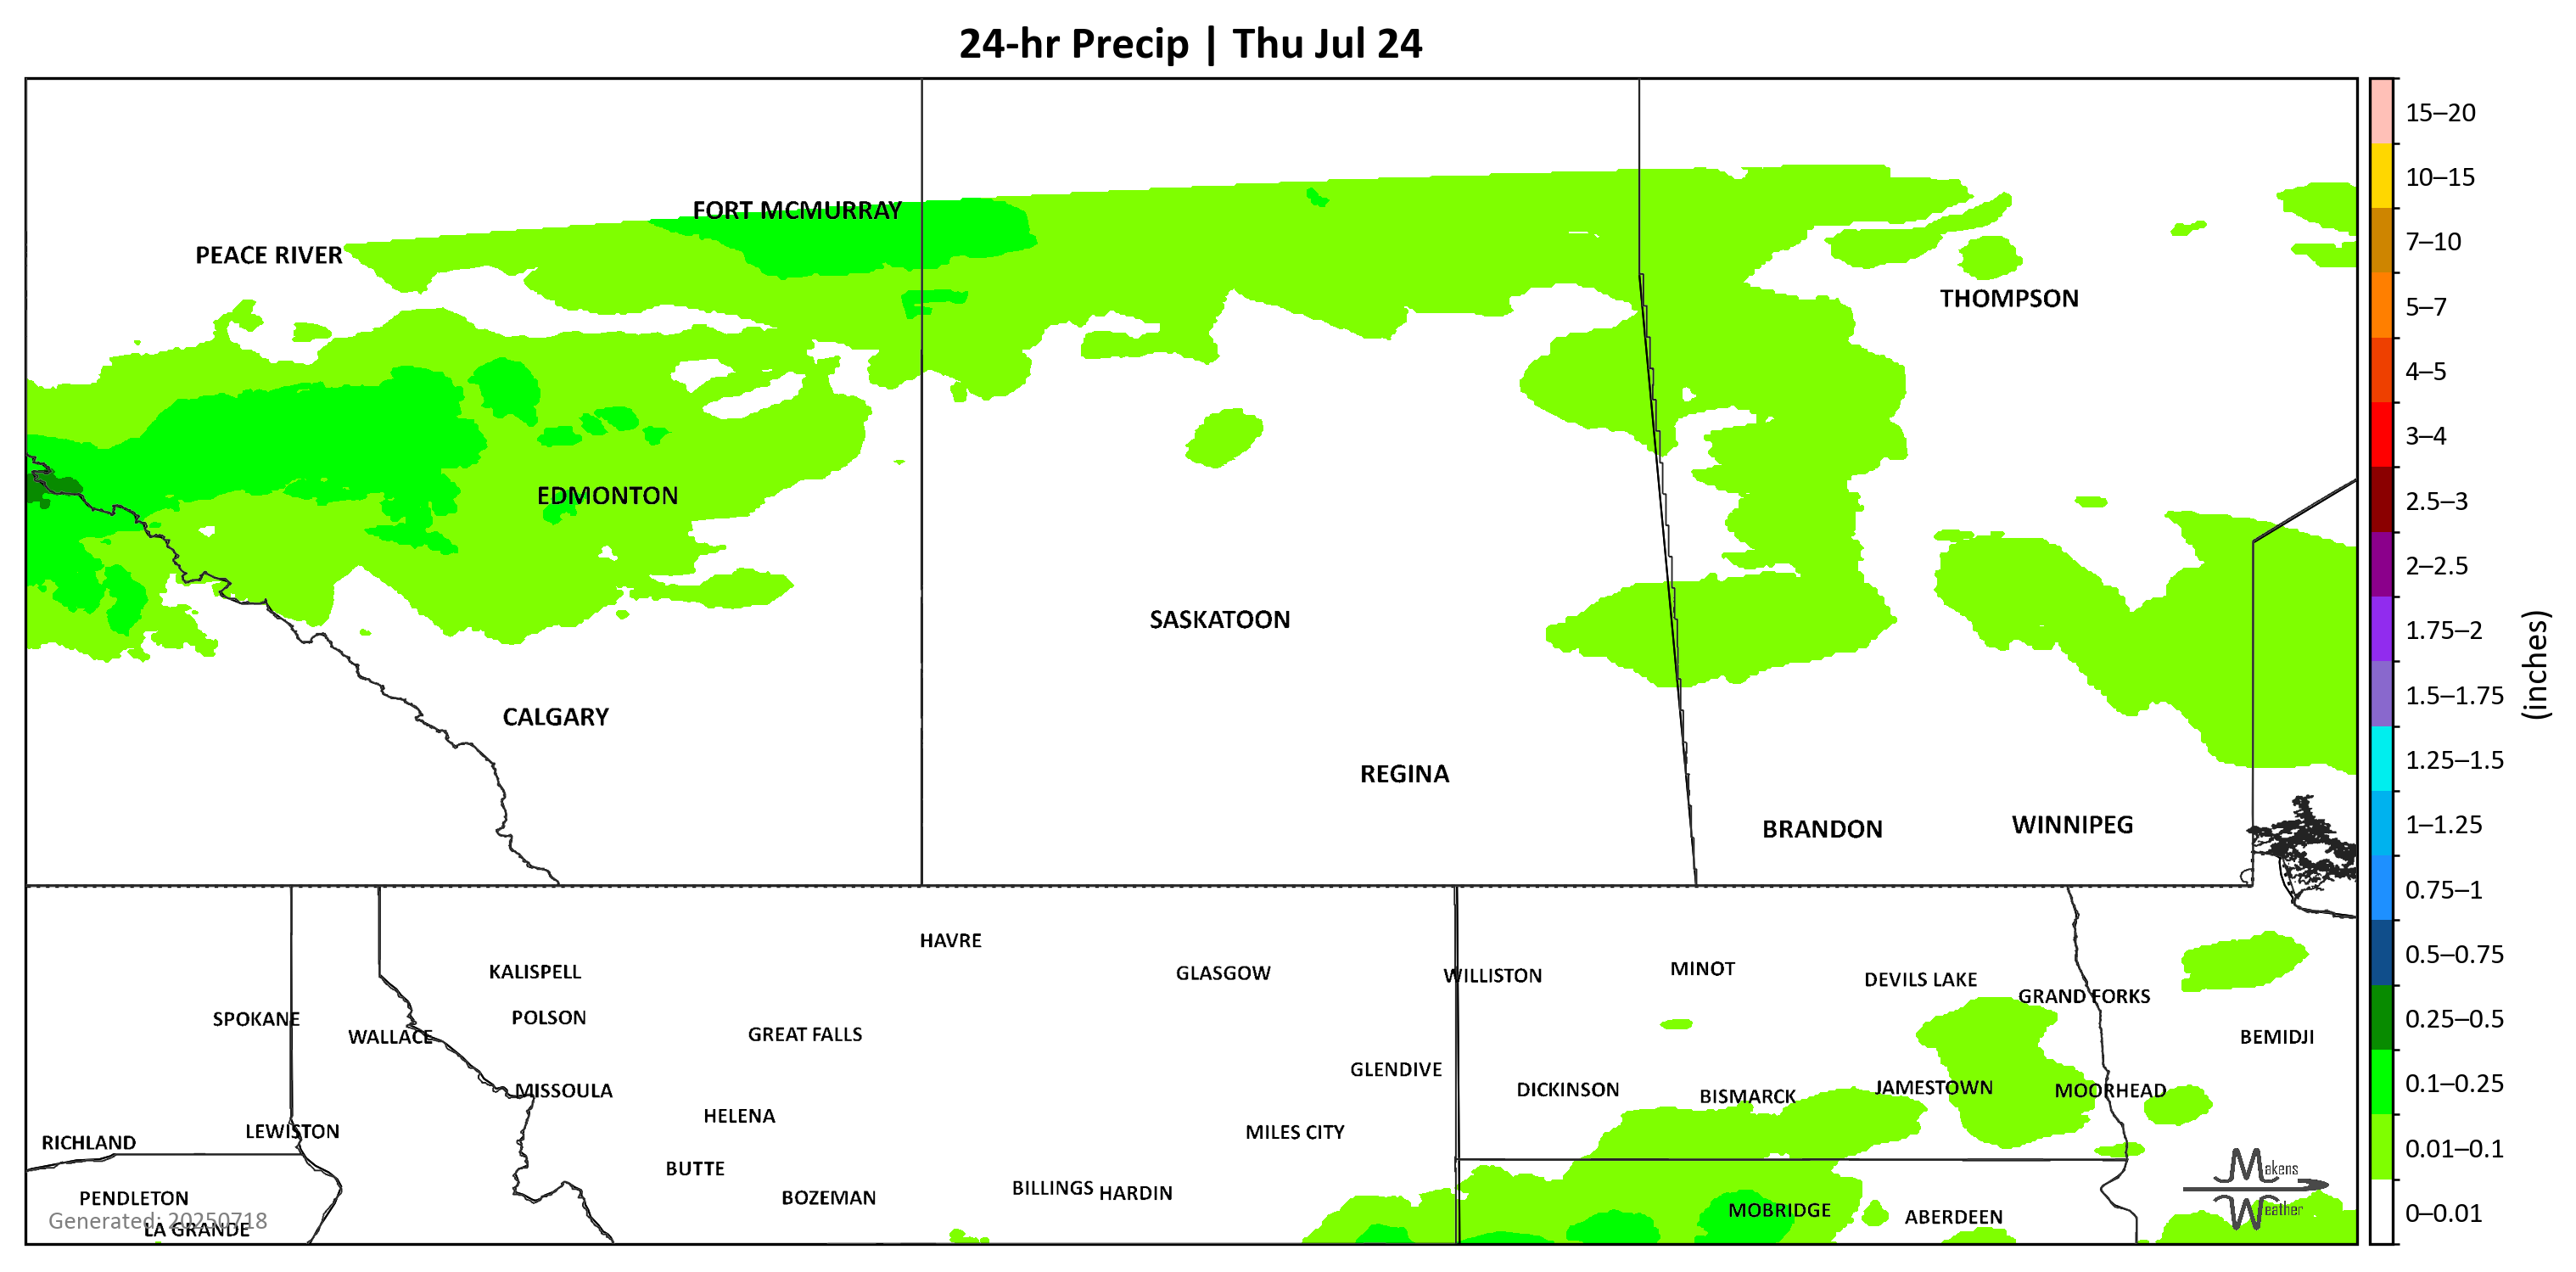 24-hr Precip | Thu Jul 24
FORT MCMURRAY
PEACE RIVER
THOMPSON
EDMONTON
SASKATOON
CALGARY
REGINA
BRANDON
WINNIPEG
HAVRE
KALISPELL
GLASGOW
WILLISTON
MINOT
DEVILS LAKE
GRAND FORKS
SPOKANE
WALLACE
POLSON
GREAT FALLS
BEMIDJI
GLENDIVE
MISSOULA
DICKINSON
BISMARCK
JAMESTOWN
MOORHEAD
HELENA
LEWISTON
MILES CITY
RICHLAND
BUTTE
PENDLETON
BOZEMAN
BILLINGS
HARDIN
MOBRIDGE
ABERDEEN
Generated: 20250718
LA GRANDE
Makens
Weather
15–20
10–15
7–10
5–7
4–5
3–4
2.5–3
2–2.5
1.75–2
1.5–1.75
1.25–1.5
1–1.25
0.75–1
0.5–0.75
0.25–0.5
0.1–0.25
0.01–0.1
0–0.01
(inches)